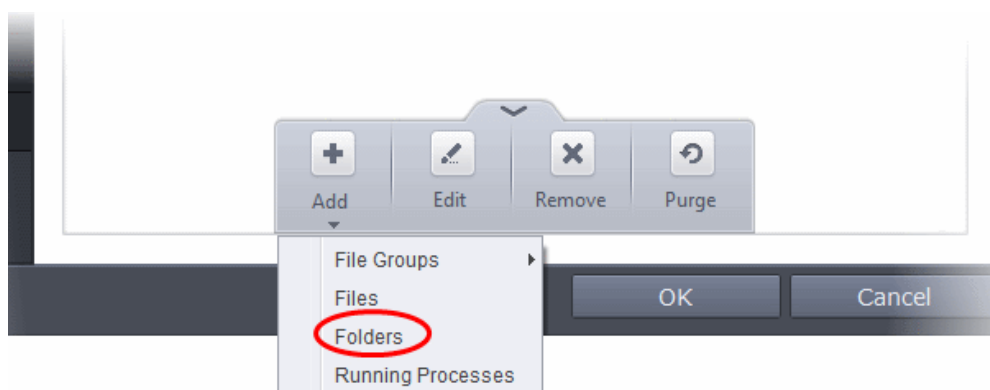 Add Edit Remove Purge
File Groups
Files
OK Cancel
Folders
Running Processes